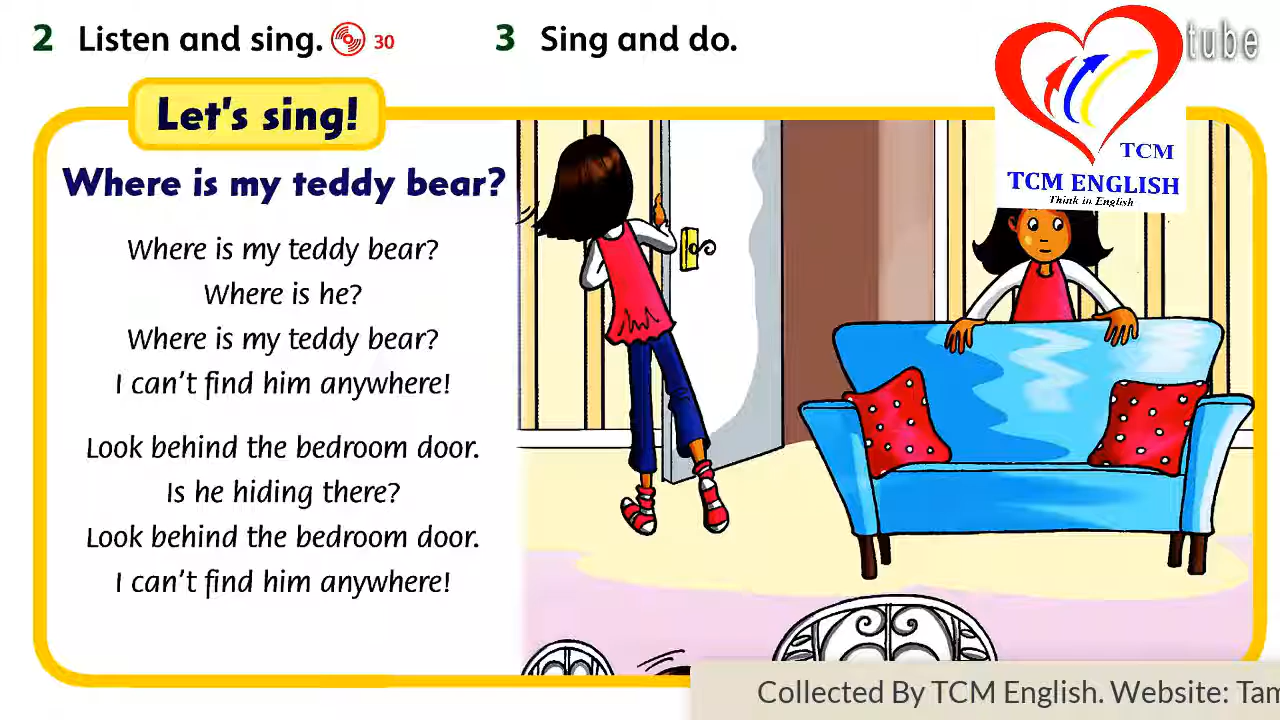 2 Listen and sing. 30
3 Sing and do.
tube
TCM
TCM ENGLISH
Think in English
Let's sing!
Where is my teddy bear?
Where is my teddy bear?
Where is he?
Where is my teddy bear?
I can't find him anywhere!
Look behind the bedroom door.
Is he hiding there?
Look behind the bedroom door.
I can't find him anywhere!
Collected By TCM English. Website: